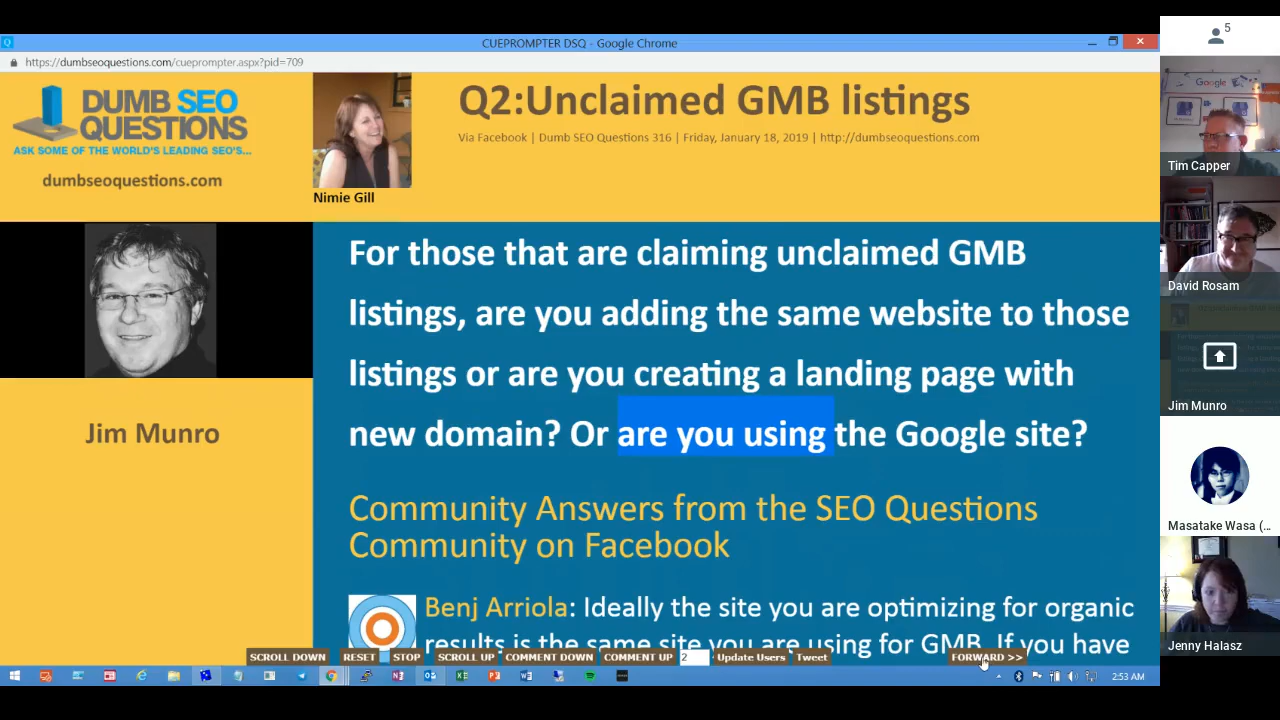 5
CUEPROMPTER DSQ - Google Chrome
https://dumbseoquestions.com/cueprompter.aspx?pid=709
DUMB SEO
QUESTIONS
ASK SOME OF THE WORLD'S LEADING SEO'S...
dumbseoquestions.com
Nimie Gill
Q2:Unclaimed GMB listings
Via Facebook | Dumb SEO Questions 316 | Friday, January 18, 2019 | http://dumbseoquestions.com
Jim Munro
For those that are claiming unclaimed GMB
listings, are you adding the same website to those
listings or are you creating a landing page with
new domain? Or are you using the Google site?
Community Answers from the SEO Questions
Community on Facebook
Benj Arriola: Ideally the site you are optimizing for organic
results is the same site you are using for GMB. If you have
SCROLL DOWN RESET STOP SCROLL UP COMMENT DOWN COMMENT UP 2 Update Users Tweet FORWARD >>
2:53 AM
Google
Tim Capper
David Rosam
Jim Munro
Masatake Wasa (...
Jenny Halasz